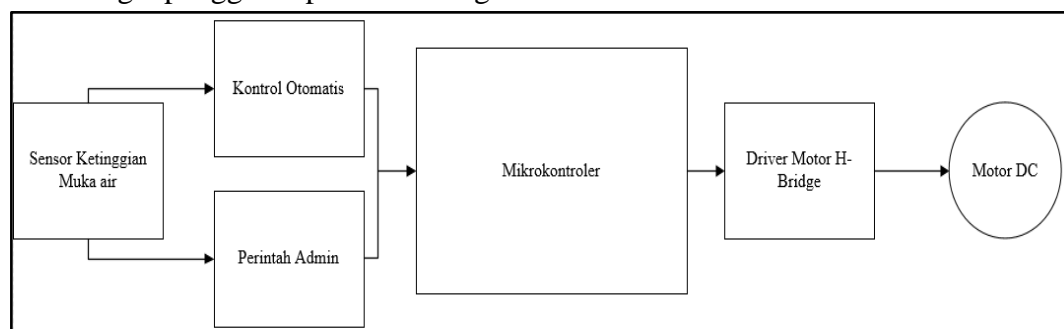 Kontrol Otomatis
Sensor Ketinggian
Muka air
Perintah Admin
Mikrokontroler
Driver Motor H-
Bridge
Motor DC